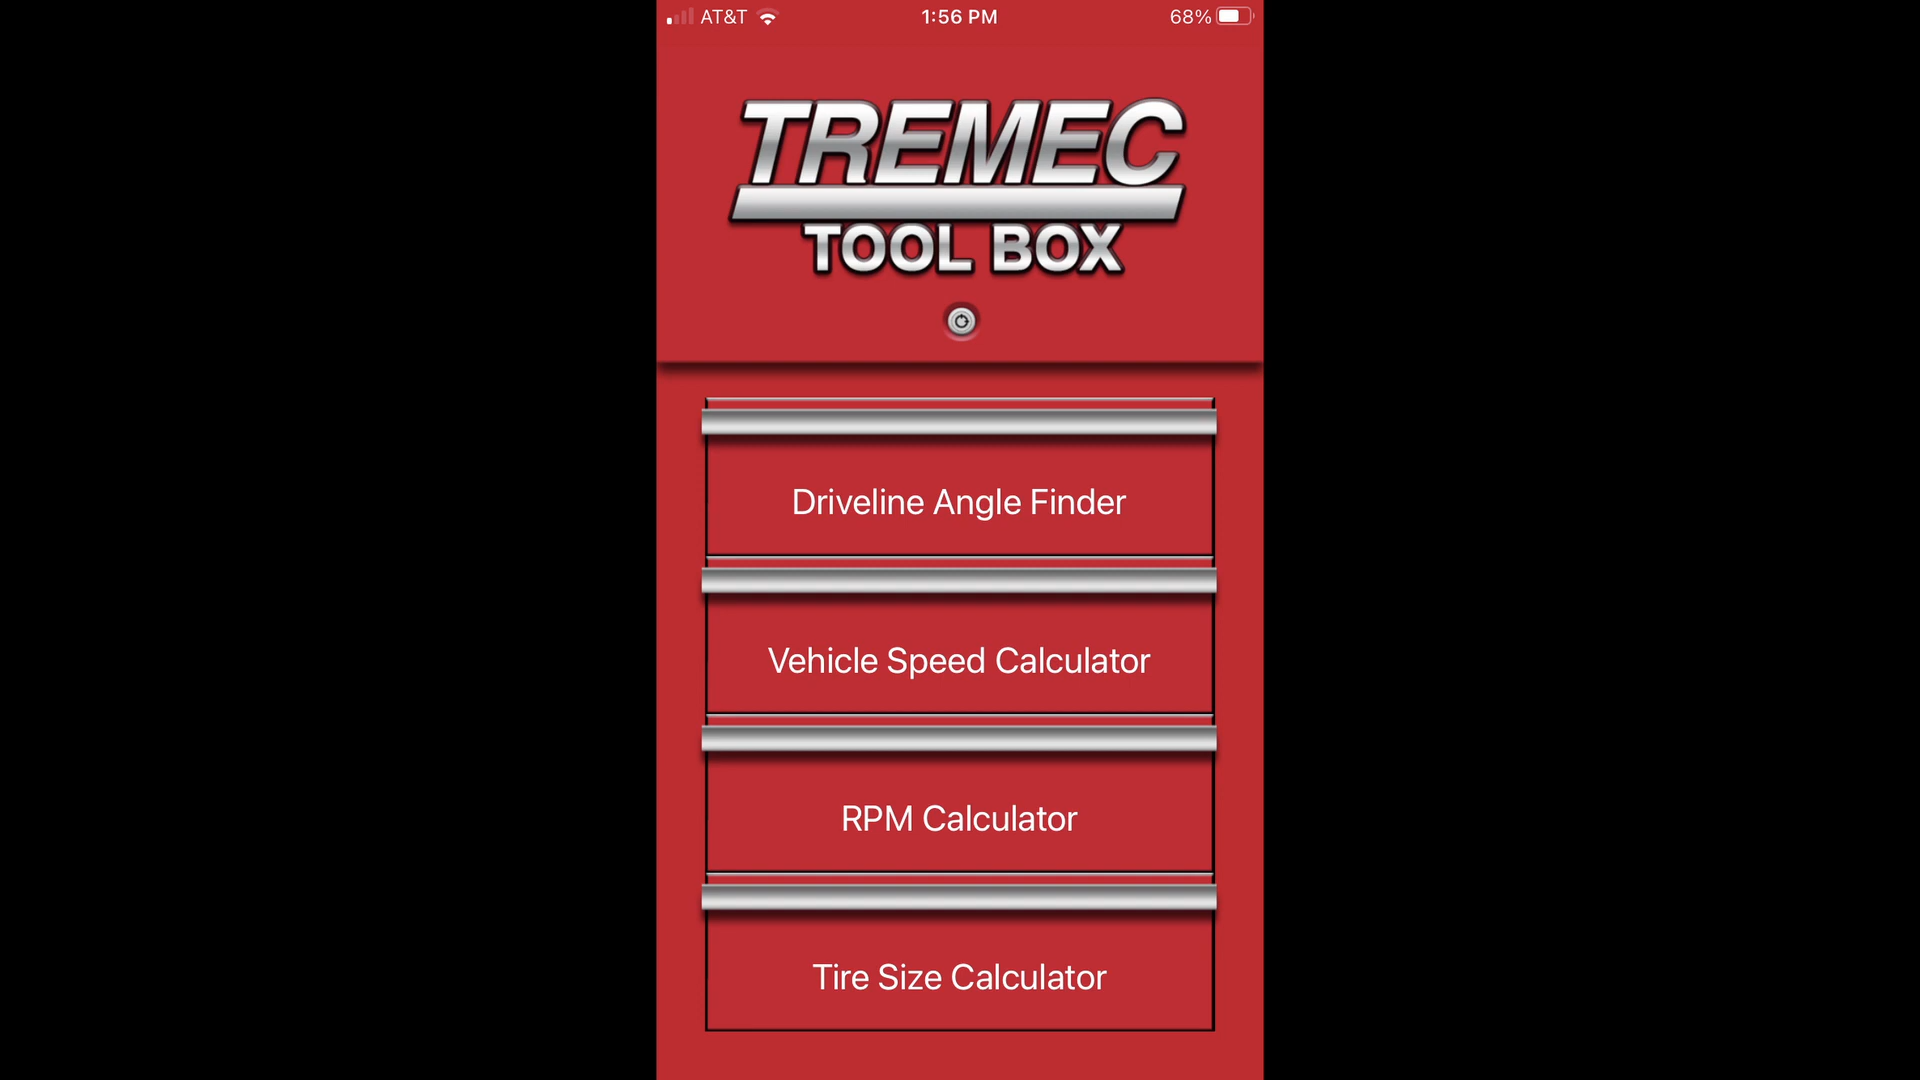 AT&T 1:56 PM 68%
TREMEC
TOOL BOX
Driveline Angle Finder
Vehicle Speed Calculator
RPM Calculator
Tire Size Calculator